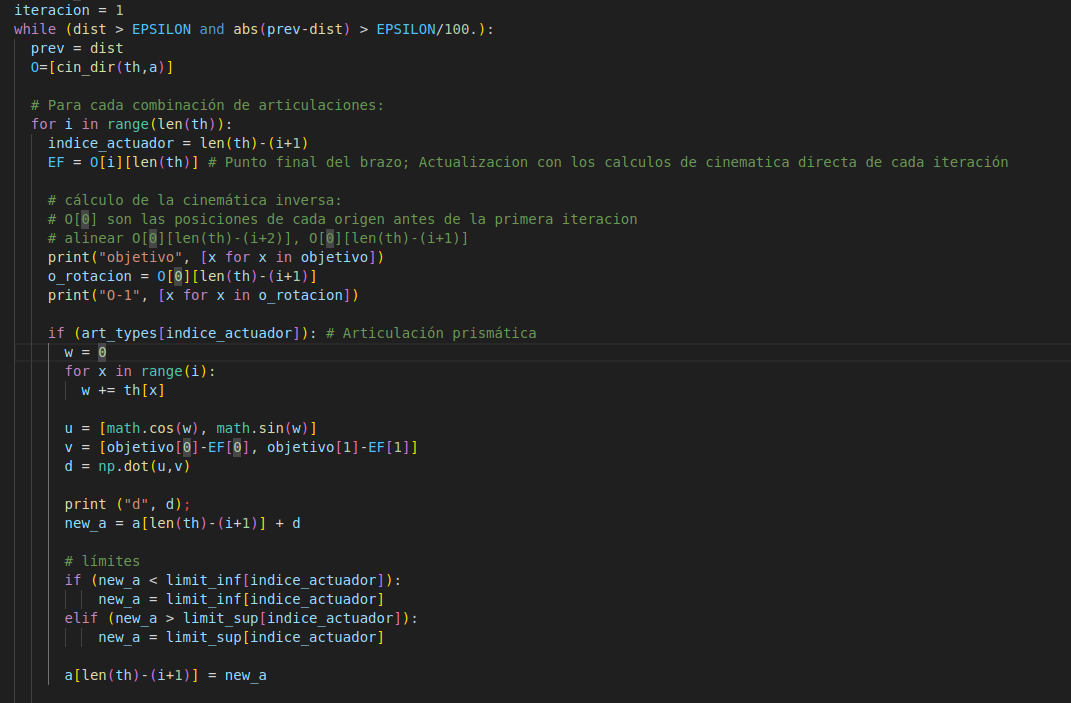 iteracion = 1
while (dist > EPSILON and abs(prev-dist) > EPSILON/100.):
  prev = dist
  O=[cin_dir(th,a)]

  # Para cada combinación de articulaciones:
  for i in range(len(th)):
    indice_actuador = len(th)-(i+1)
    EF = O[i][len(th)] # Punto final del brazo; Actualizacion con los calculos de cinematica directa de cada iteración

    # cálculo de la cinemática inversa:
    # O[0] son las posiciones de cada origen antes de la primera iteracion
    # alinear O[0][len(th)-(i+2)], O[0][len(th)-(i+1)]
    print("objetivo", [x for x in objetivo])
    o_rotacion = O[0][len(th)-(i+1)]
    print("O-1", [x for x in o_rotacion])

    if (art_types[indice_actuador]): # Articulación prismática
      w = 0
      for x in range(i):
        w += th[x]

      u = [math.cos(w), math.sin(w)]
      v = [objetivo[0]-EF[0], objetivo[1]-EF[1]]
      d = np.dot(u,v)

      print ("d", d);
      new_a = a[len(th)-(i+1)] + d

      # límites
      if (new_a < limit_inf[indice_actuador]):
          new_a = limit_inf[indice_actuador]
      elif (new_a > limit_sup[indice_actuador]):
          new_a = limit_sup[indice_actuador]

      a[len(th)-(i+1)] = new_a